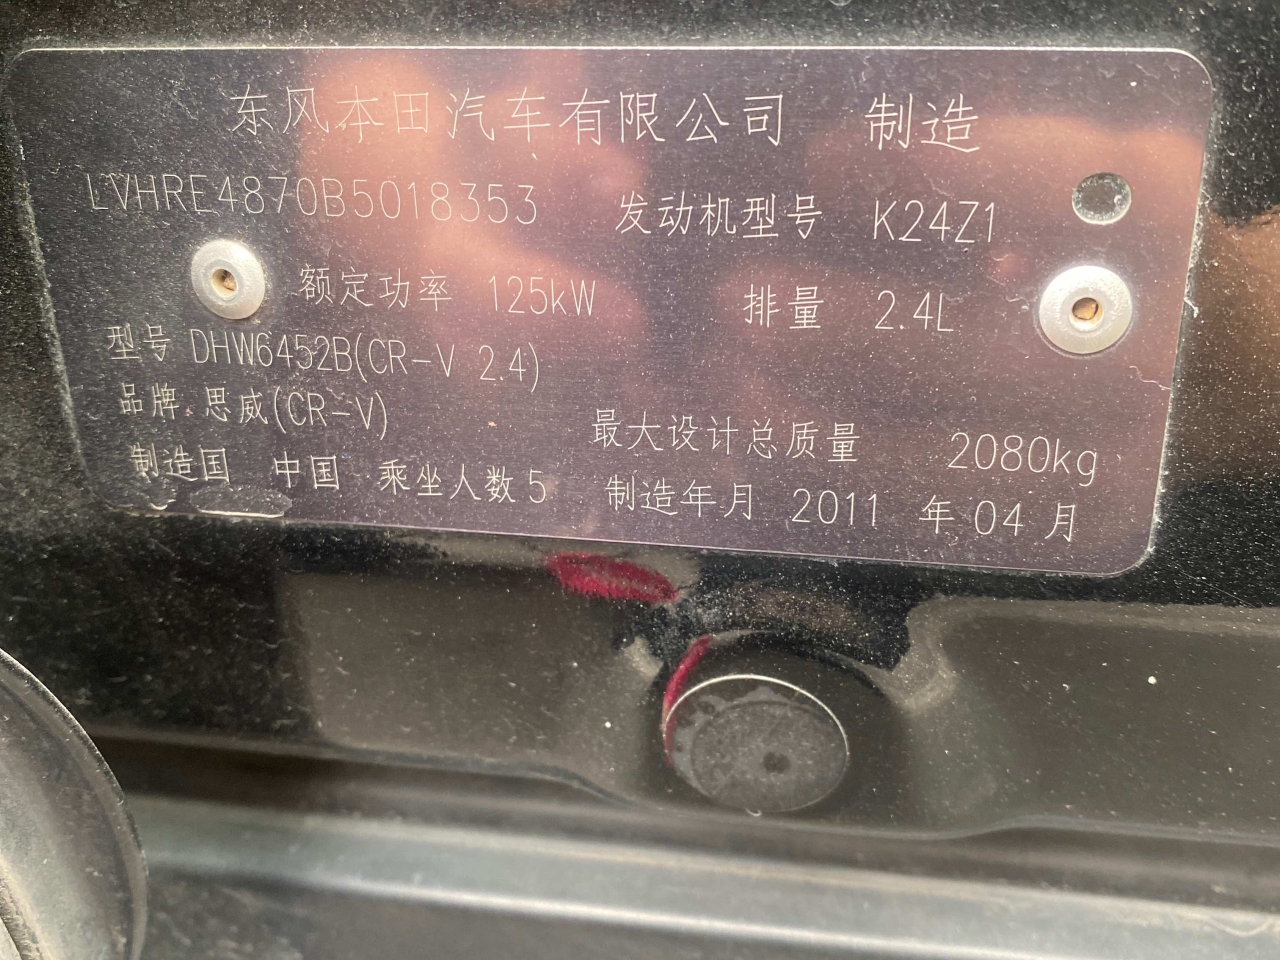 东风本田汽车有限公司 制造
LVHRE4870B5018353 发动机型号 K24Z1
额定功率 125kW 排量 2.4L
型号 DHW6452B(CR-V 2.4)
品牌 思威(CR-V)
最大设计总质量 2080kg
制造国 中国 乘坐人数 5 制造年月 2011 年 04 月